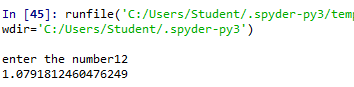 In [45]: runfile('C:/Users/Student/.spyder-py3/temp
wdir='C:/Users/Student/.spyder-py3')
enter the number12
1.0791812460476249